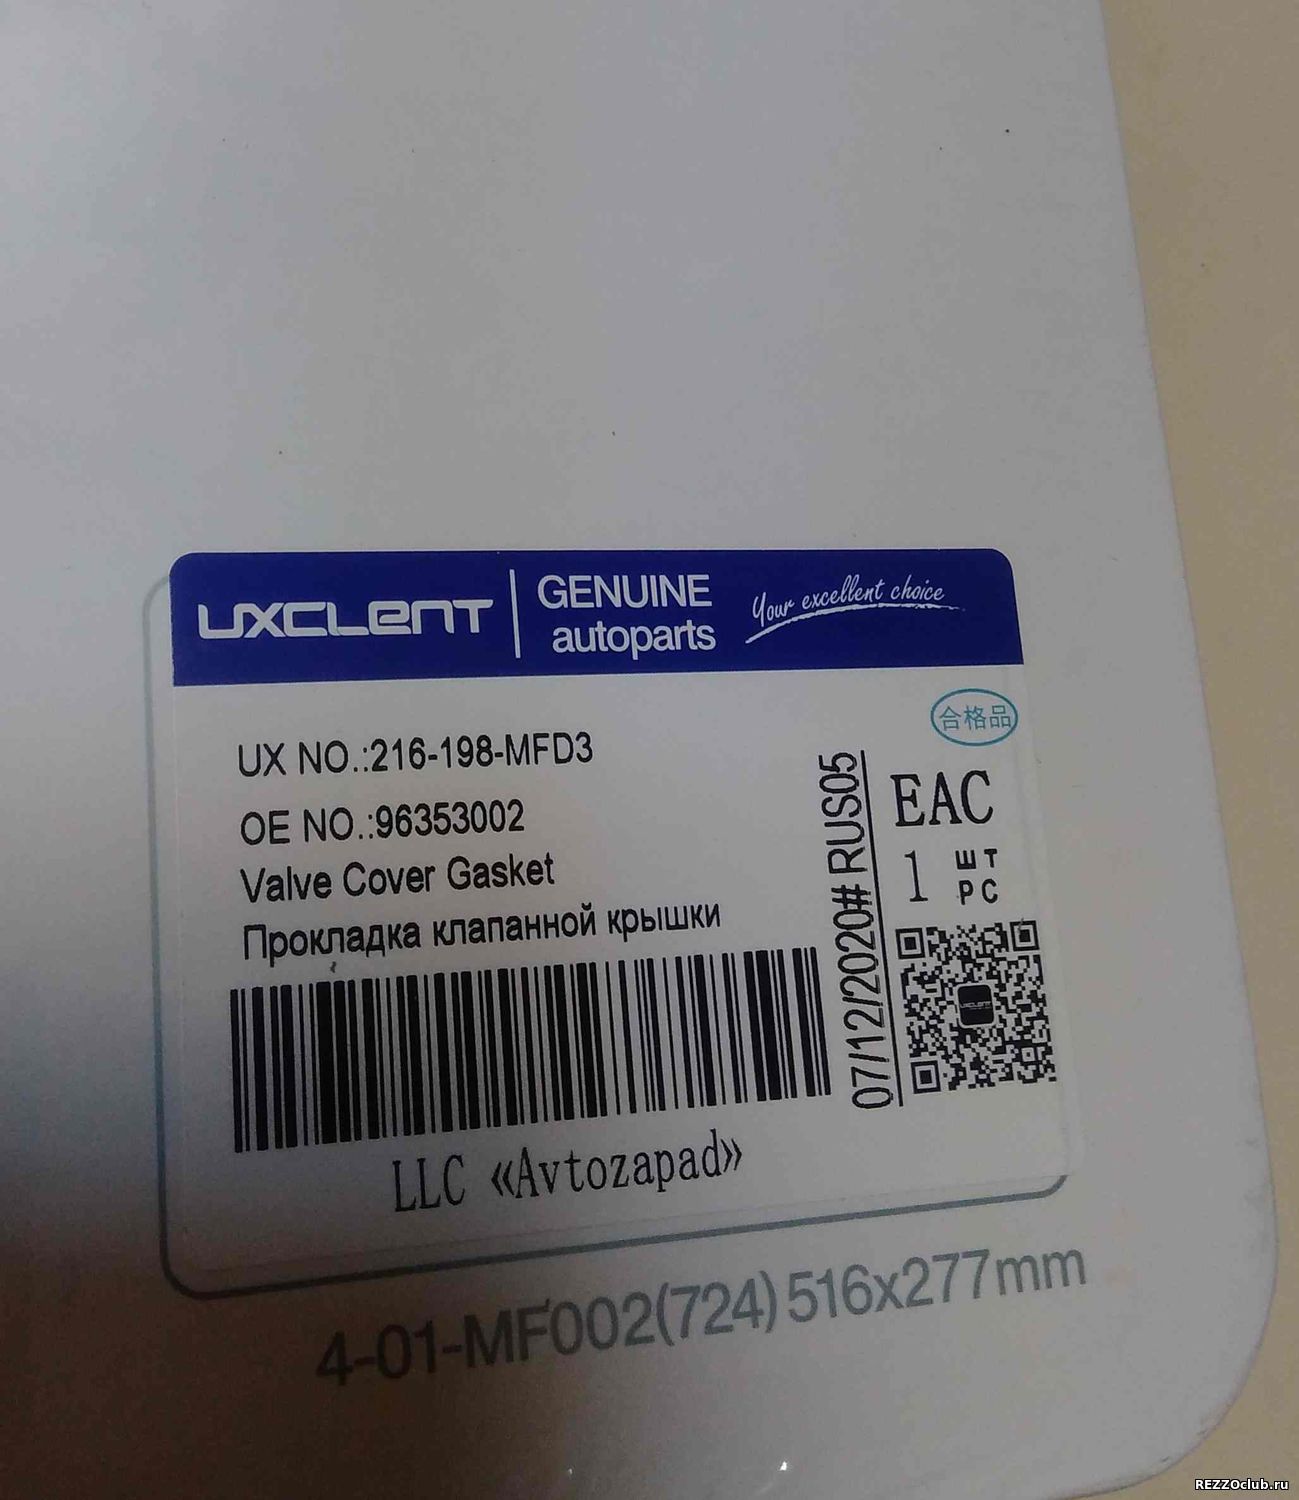 UXCLENT
GENUINE
autoparts
Your excellent choice
合格品
UX NO.:216-198-MFD3
OE NO.:96353002
Valve Cover Gasket
Прокладка клапанной крышки
07/12/2020#RUS05
EAC
1 ШТ
PC
UXCLENT
LLC «Avtozapad»
4-01-MF002(724)516x277mm
REZZOclub.ru